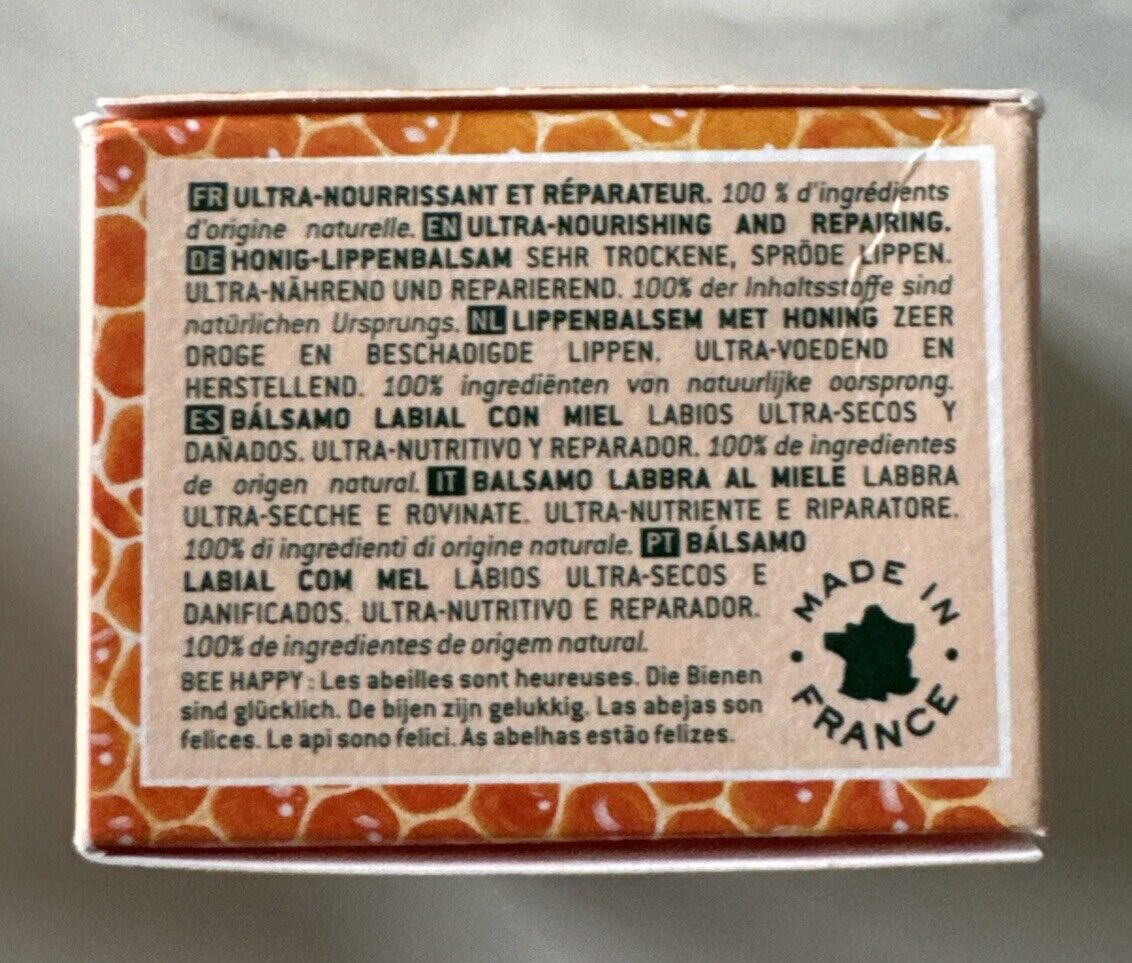 FR ULTRA-NOURRISSANT ET RÉPARATEUR. 100 % d'ingrédients
d'origine naturelle. EN ULTRA-NOURISHING AND REPAIRING.
DE HONIG-LIPPENBALSAM SEHR TROCKENE, SPRÖDE LIPPEN.
ULTRA-NÄHREND UND REPARIEREND. 100% der Inhaltsstoffe sind
natürlichen Ursprungs. NL LIPPENBALSEM MET HONING ZEER
DROGE EN BESCHADIGDE LIPPEN. ULTRA-VOEDEND EN
HERSTELLEND. 100% ingrediënten van natuurlijke oorsprong.
ES BÁLSAMO LABIAL CON MIEL LABIOS ULTRA-SECOS Y
DAÑADOS. ULTRA-NUTRITIVO Y REPARADOR. 100% de ingredientes
de origen natural. IT BALSAMO LABBRA AL MIELE LABBRA
ULTRA-SECCHE E ROVINATE. ULTRA-NUTRIENTE E RIPARATORE.
100% di ingredienti di origine naturale. PT BÁLSAMO
LABIAL COM MEL LÁBIOS ULTRA-SECOS E
DANIFICADOS. ULTRA-NUTRITIVO E REPARADOR.
100% de ingredientes de origem natural.
BEE HAPPY : Les abeilles sont heureuses. Die Bienen
sind glücklich. De bijen zijn gelukkig. Las abejas son
felices. Le api sono felici. As abelhas estão felizes.
MADE IN
FRANCE